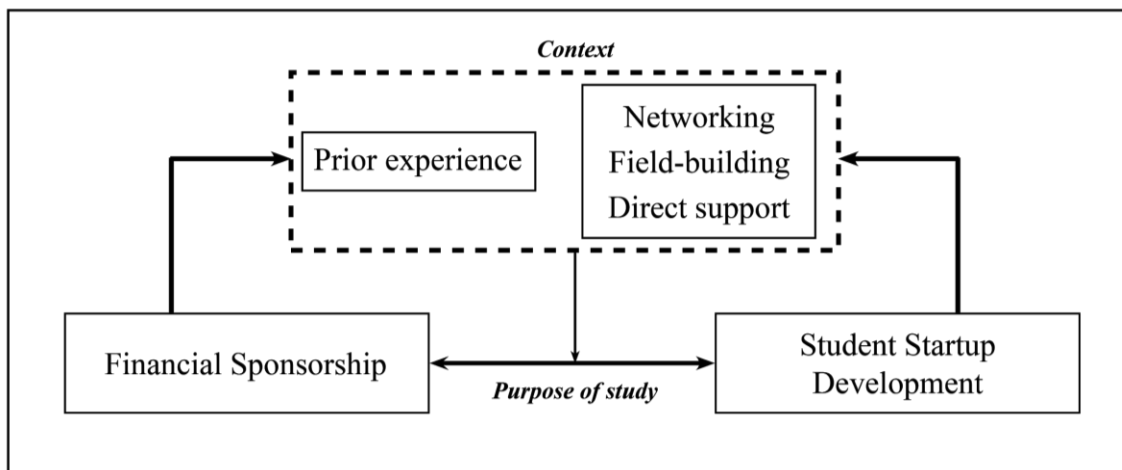 Context
Prior experience
Networking
Field-building
Direct support
Financial Sponsorship
Purpose of study
Student Startup
Development